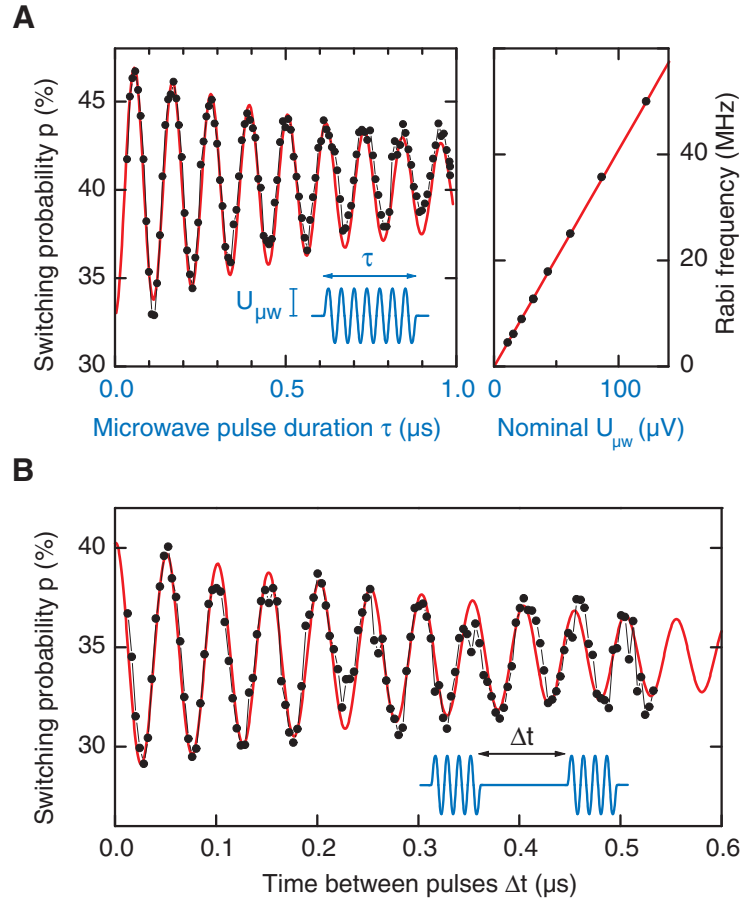 A
Switching probability p (%)
45
40
35
30
0.0
0.5
1.0
Microwave pulse duration τ (µs)
τ
Uµw
Rabi frequency (MHz)
40
20
0
0
100
Nominal Uµw (µV)
B
Switching probability p (%)
40
35
30
Δt
0.0 0.1 0.2 0.3 0.4 0.5 0.6
Time between pulses Δt (µs)